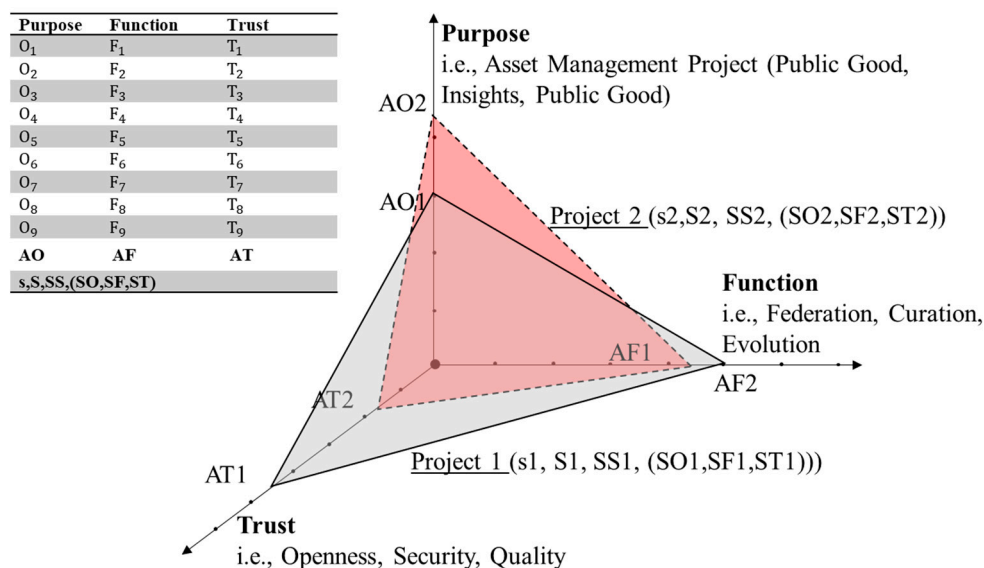 Purpose Function Trust
O1 F1 T1
O2 F2 T2
O3 F3 T3
O4 F4 T4
O5 F5 T5
O6 F6 T6
O7 F7 T7
O8 F8 T8
O9 F9 T9
AO AF AT
s,S,SS,(SO,SF,ST)
Purpose
i.e., Asset Management Project (Public Good,
Insights, Public Good)
AO2
AO1
Project 2 (s2,S2, SS2, (SO2,SF2,ST2))
Function
i.e., Federation, Curation,
Evolution
AF1
AF2
AT2
Project 1 (s1, S1, SS1, (SO1,SF1,ST1)))
AT1
Trust
i.e., Openness, Security, Quality